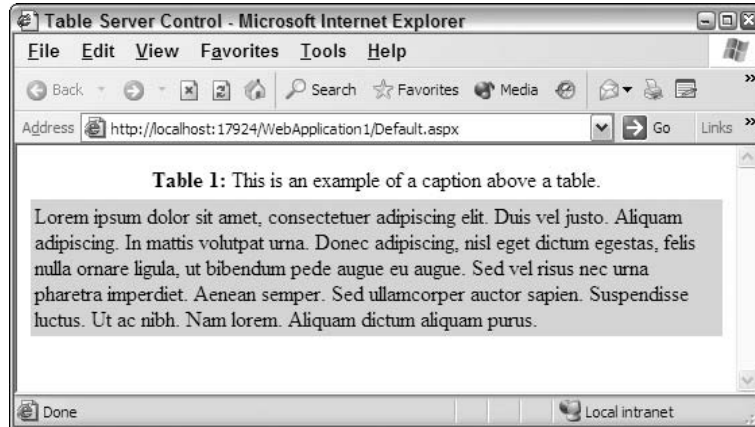 Table Server Control - Microsoft Internet Explorer
File Edit View Favorites Tools Help
Back Search Favorites Media
Address http://localhost:17924/WebApplication1/Default.aspx Go Links
Table 1: This is an example of a caption above a table.
Lorem ipsum dolor sit amet, consectetuer adipiscing elit. Duis vel justo. Aliquam
adipiscing. In mattis volutpat urna. Donec adipiscing, nisl eget dictum egestas, felis
nulla ornare ligula, ut bibendum pede augue eu augue. Sed vel risus nec urna
pharetra imperdiet. Aenean semper. Sed ullamcorper auctor sapien. Suspendisse
luctus. Ut ac nibh. Nam lorem. Aliquam dictum aliquam purus.
Done Local intranet